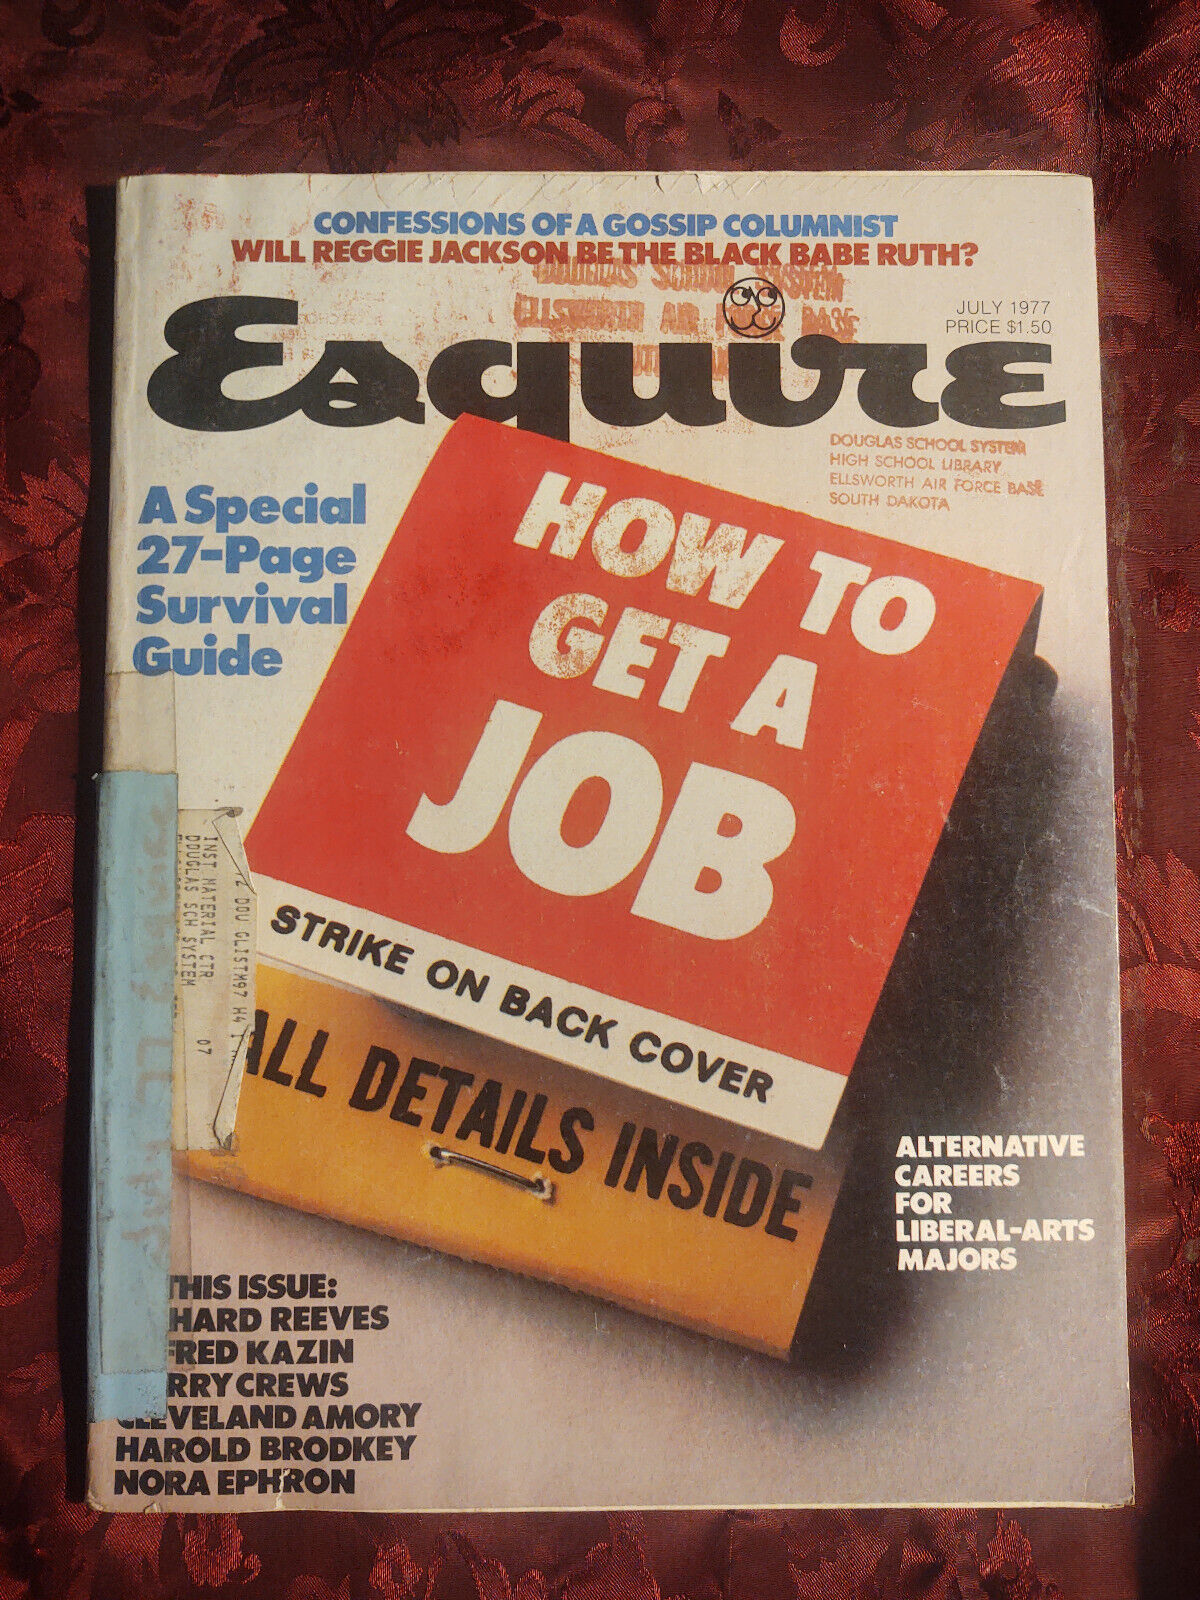 CONFESSIONS OF A GOSSIP COLUMNIST
WILL REGGIE JACKSON BE THE BLACK BABE RUTH?
DOUGLAS SCHOOL SYSTEM
ELLSWORTH AIR FORCE BASE
JULY 1977
PRICE $1.50
Esquire
DOUGLAS SCHOOL SYSTEM
HIGH SCHOOL LIBRARY
ELLSWORTH AIR FORCE BASE
SOUTH DAKOTA
A Special
27-Page
Survival
Guide
HOW TO
GET A
JOB
STRIKE ON BACK COVER
ALL DETAILS INSIDE
DOU GLISTM97 H4
INST MATERIAL CTR 07
DOUGLAS SCH SYSTEM
ALTERNATIVE
CAREERS
FOR
LIBERAL-ARTS
MAJORS
THIS ISSUE:
HARD REEVES
FRED KAZIN
RRY CREWS
CLEVELAND AMORY
HAROLD BRODKEY
NORA EPHRON